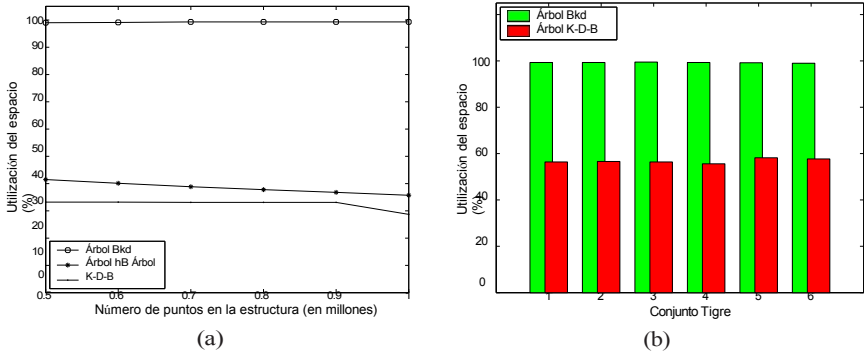 100
90
80
70
60
50
40
30
20
10
0
Utilización del espacio
(%)
Árbol Bkd
Árbol hB Árbol
K-D-B
0.5 0.6 0.7 0.8 0.9 1
Número de puntos en la estructura (en millones)
(a)
Árbol Bkd
Árbol K-D-B
100
80
60
40
20
0
Utilización del espacio
(%)
1 2 3 4 5 6
Conjunto Tigre
(b)